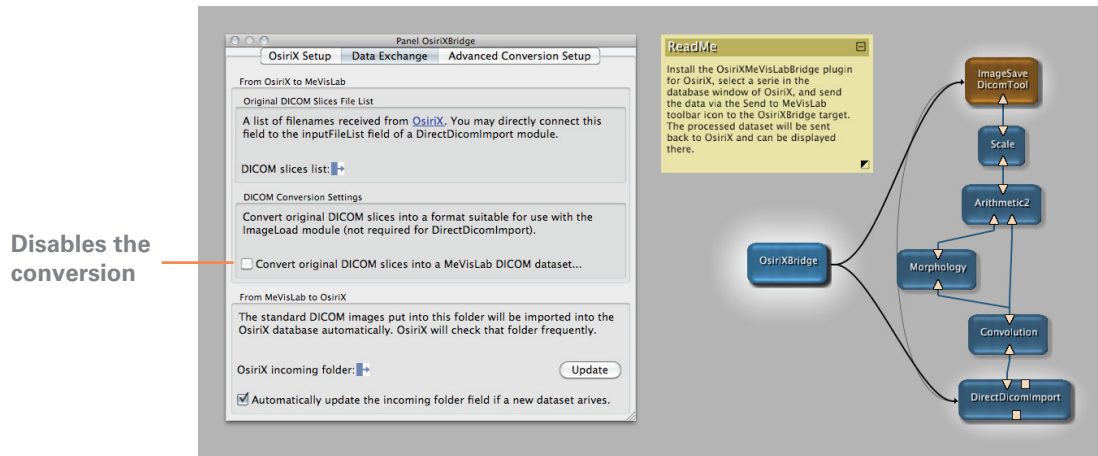 Disables the
conversion
Panel OsiriXBridge
OsiriX Setup
Data Exchange
Advanced Conversion Setup
From OsiriX to MeVisLab
Original DICOM Slices File List
A list of filenames received from OsiriX. You may directly connect this
field to the inputFileList field of a DirectDicomImport module.
DICOM slices list:
DICOM Conversion Settings
Convert original DICOM slices into a format suitable for use with the
ImageLoad module (not required for DirectDicomImport).
Convert original DICOM slices into a MeVisLab DICOM dataset...
From MeVisLab to OsiriX
The standard DICOM images put into this folder will be imported into the
OsiriX database automatically. OsiriX will check that folder frequently.
OsiriX incoming folder:
Update
Automatically update the incoming folder field if a new dataset arives.
ReadMe
Install the OsiriXMeVisLabBridge plugin
for OsiriX, select a serie in the
database window of OsiriX, and send
the data via the Send to MeVisLab
toolbar icon to the OsiriXBridge target.
The processed dataset will be sent
back to OsiriX and can be displayed
there.
OsiriXBridge
ImageSave
DicomTool
Scale
Arithmetic2
Morphology
Convolution
DirectDicomImport